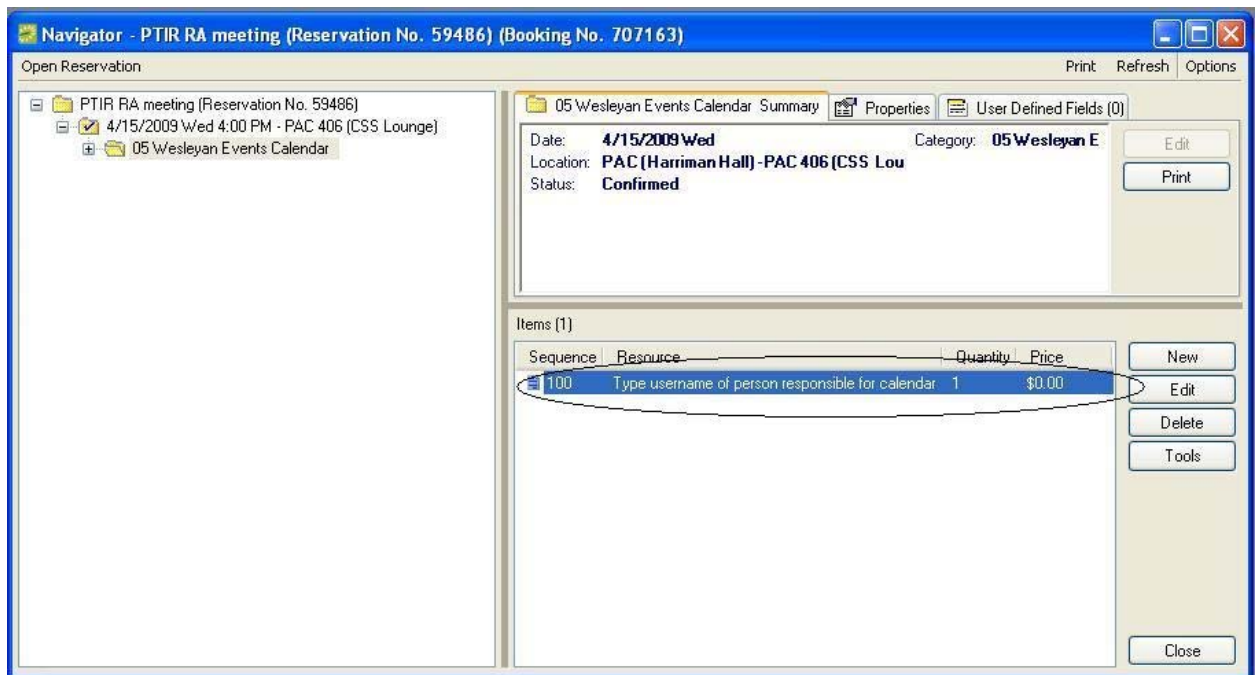 Navigator - PTIR RA meeting (Reservation No. 59486) (Booking No. 707163)
Open Reservation Print Refresh Options
PTIR RA meeting (Reservation No. 59486)
4/15/2009 Wed 4:00 PM - PAC 406 (CSS Lounge)
05 Wesleyan Events Calendar
05 Wesleyan Events Calendar Summary Properties User Defined Fields (0)
Date: 4/15/2009 Wed Category: 05 Wesleyan E
Location: PAC (Harriman Hall) - PAC 406 (CSS Lou
Status: Confirmed
Edit
Print
Items (1)
Sequence Resource Quantity Price
100 Type username of person responsible for calendar 1 $0.00
New
Edit
Delete
Tools
Close